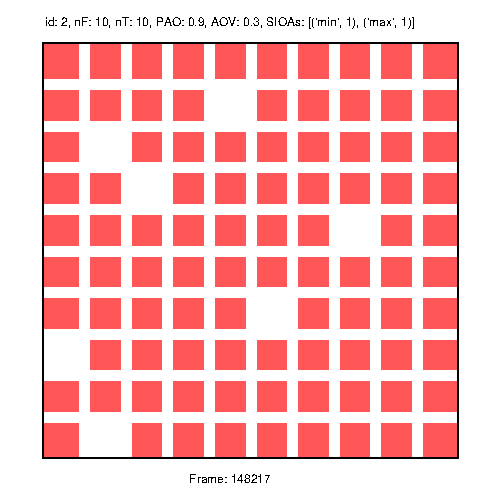 id: 2, nF: 10, nT: 10, PAO: 0.9, AOV: 0.3, SIOAs: [('min', 1), ('max', 1)]
Frame: 148217